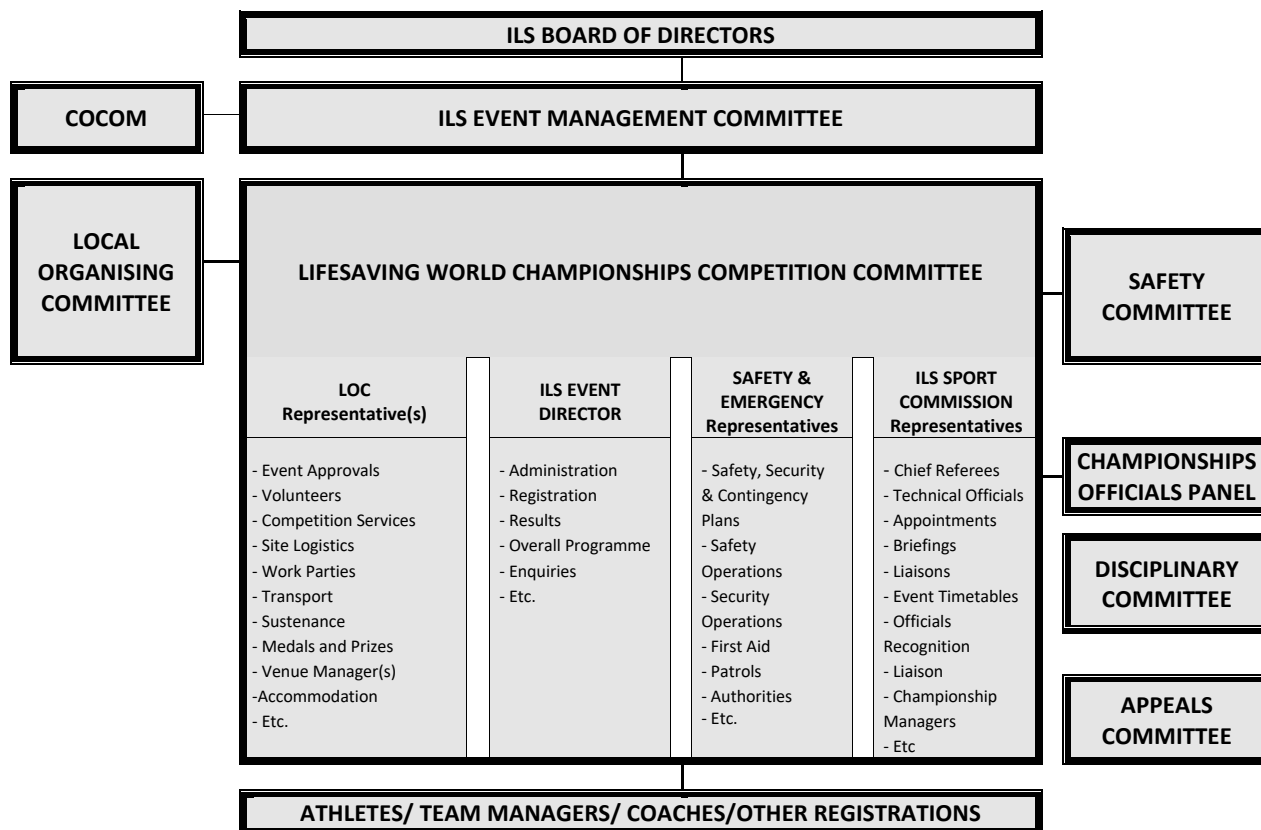 ILS BOARD OF DIRECTORS
COCOM
ILS EVENT MANAGEMENT COMMITTEE
LOCAL
ORGANISING
COMMITTEE
LIFESAVING WORLD CHAMPIONSHIPS COMPETITION COMMITTEE
SAFETY
COMMITTEE
LOC
Representative(s)
- Event Approvals
- Volunteers
- Competition Services
- Site Logistics
- Work Parties
- Transport
- Sustenance
- Medals and Prizes
- Venue Manager(s)
-Accommodation
- Etc.
ILS EVENT
DIRECTOR
- Administration
- Registration
- Results
- Overall Programme
- Enquiries
- Etc.
SAFETY &
EMERGENCY
Representatives
- Safety, Security
& Contingency
Plans
- Safety
Operations
- Security
Operations
- First Aid
- Patrols
- Authorities
- Etc.
ILS SPORT
COMMISSION
Representatives
- Chief Referees
- Technical Officials
- Appointments
- Briefings
- Liaisons
- Event Timetables
- Officials
Recognition
- Liaison
- Championship
Managers
- Etc
CHAMPIONSHIPS
OFFICIALS PANEL
DISCIPLINARY
COMMITTEE
APPEALS
COMMITTEE
ATHLETES/ TEAM MANAGERS/ COACHES/OTHER REGISTRATIONS